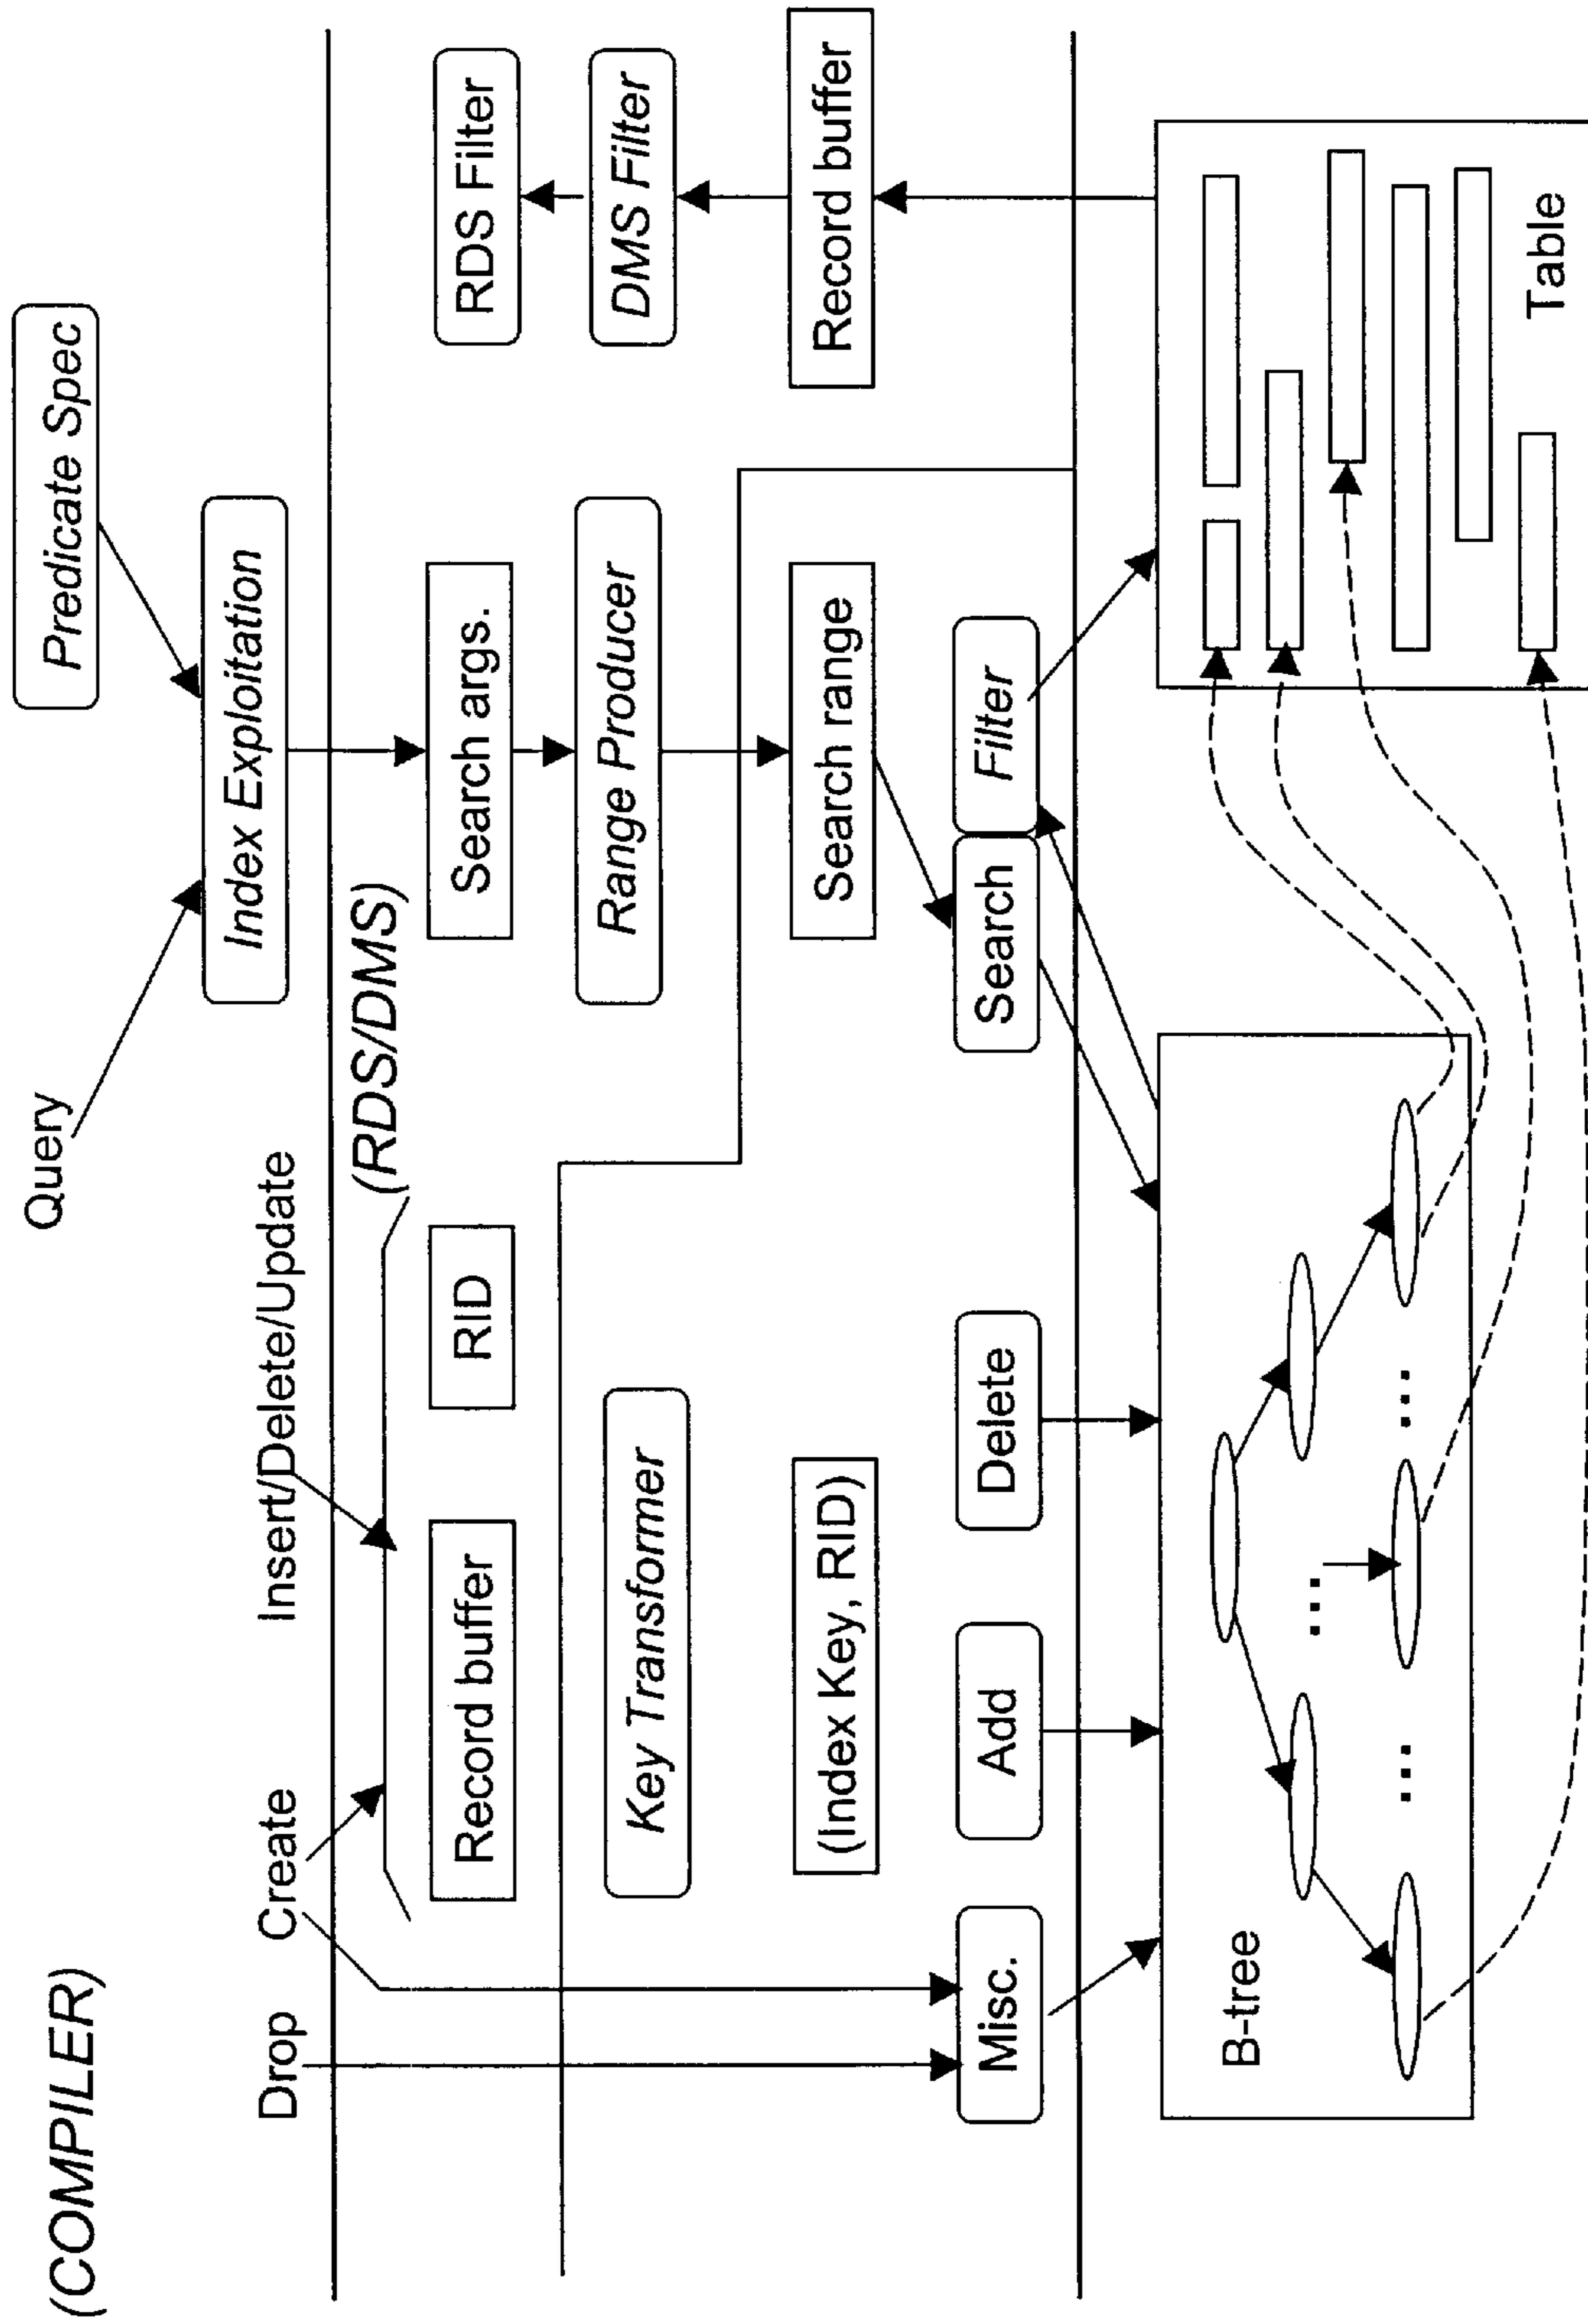 (COMPILER)
Query
Predicate Spec
Drop
Create
Insert/Delete/Update
Index Exploitation
(RDS/DMS)
Record buffer
RID
Search args.
RDS Filter
Key Transformer
Range Producer
DMS Filter
(Index Key, RID)
Search range
Record buffer
Misc.
Add
Delete
Search
Filter
B-tree
...
...
...
Table